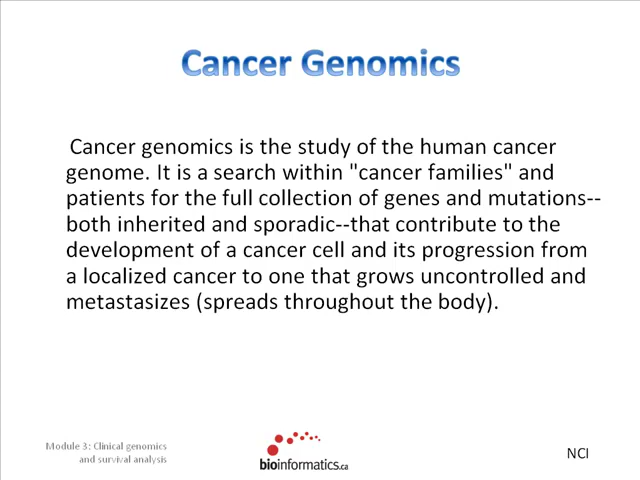 Cancer Genomics
Cancer genomics is the study of the human cancer
genome. It is a search within "cancer families" and
patients for the full collection of genes and mutations--
both inherited and sporadic--that contribute to the
development of a cancer cell and its progression from
a localized cancer to one that grows uncontrolled and
metastasizes (spreads throughout the body).
Module 3: Clinical genomics
and survival analysis
bioinformatics.ca
NCI